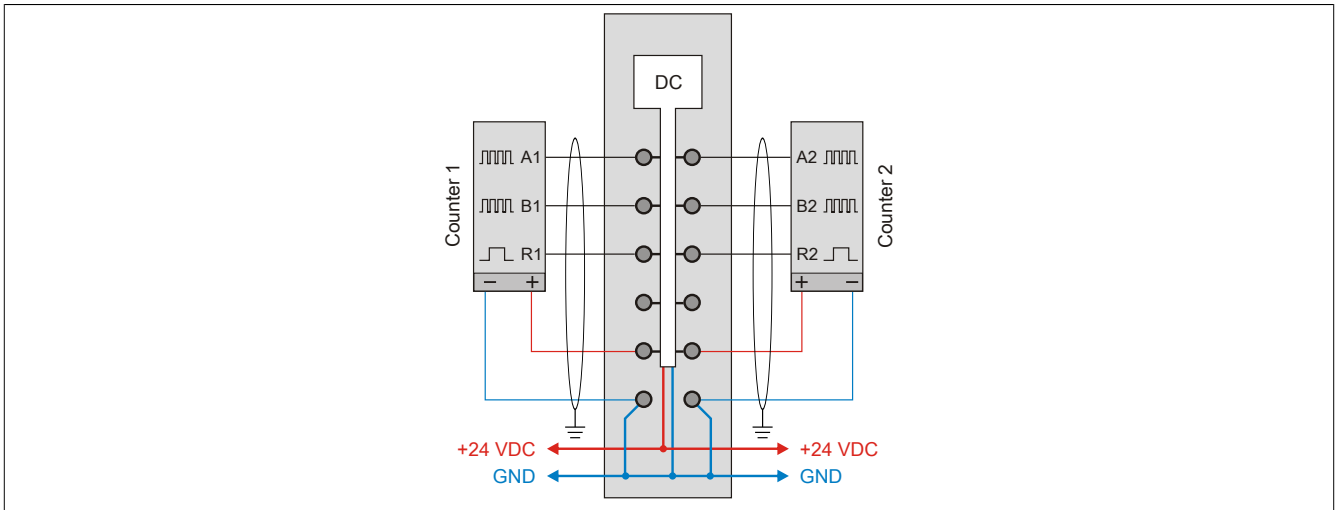 DC
Counter 1
A1
B1
R1
− +
A2
B2
R2
+ −
Counter 2
+24 VDC
+24 VDC
GND
GND